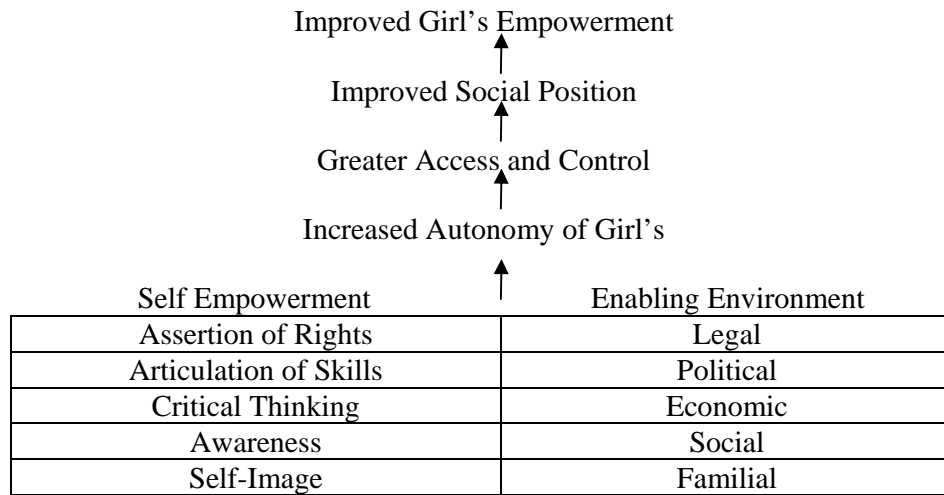 Improved Girl’s Empowerment
Improved Social Position
Greater Access and Control
Increased Autonomy of Girl’s
Self Empowerment Enabling Environment
Assertion of Rights Legal
Articulation of Skills Political
Critical Thinking Economic
Awareness Social
Self-Image Familial